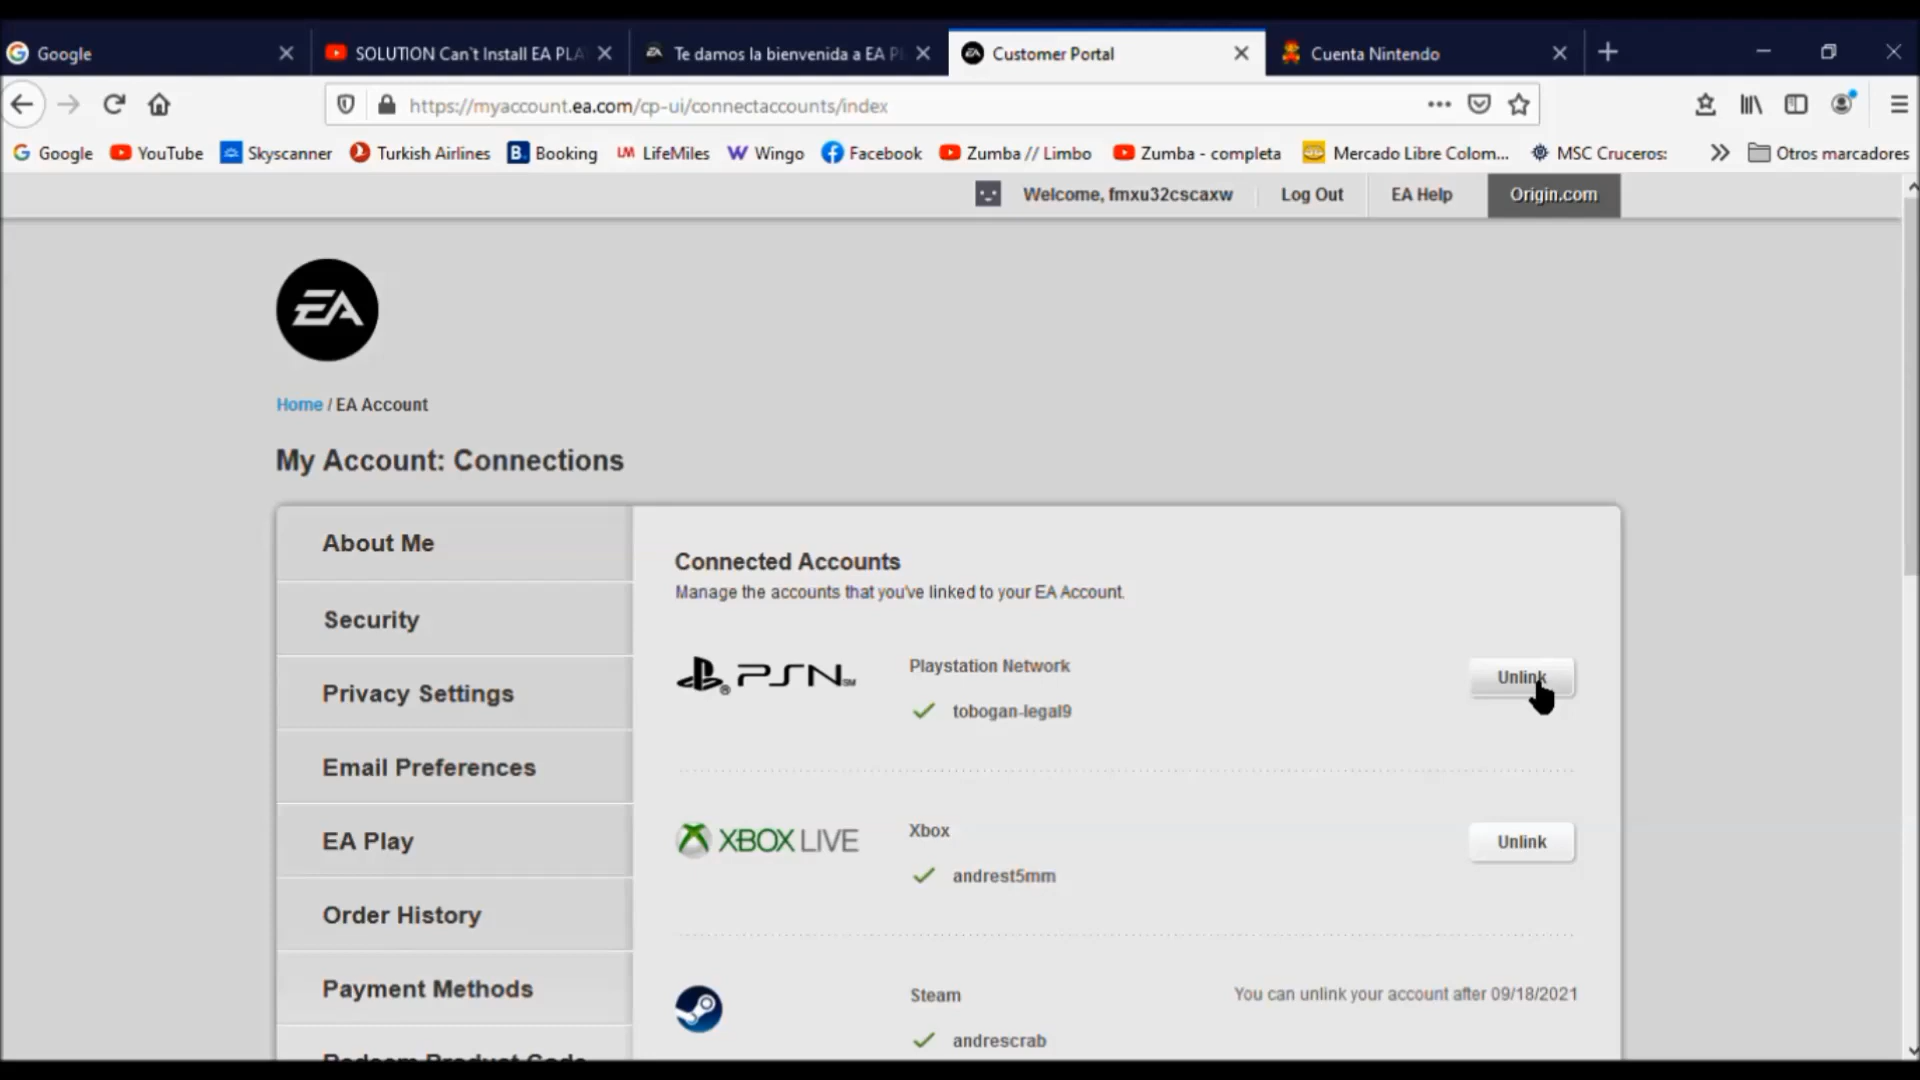 Google
SOLUTION Can't Install EA PLA
Te damos la bienvenida a EA P
Customer Portal
Cuenta Nintendo
https://myaccount.ea.com/cp-ui/connectaccounts/index
Google
YouTube
Skyscanner
Turkish Airlines
B. Booking
LM LifeMiles
W Wingo
Facebook
Zumba // Limbo
Zumba - completa
Mercado Libre Colom...
MSC Cruceros:
Otros marcadores
Welcome, fmxu32cscaxw
Log Out
EA Help
Origin.com
EA
Home / EA Account
My Account: Connections
About Me
Security
Privacy Settings
Email Preferences
EA Play
Order History
Payment Methods
Redeem Product Code
Connected Accounts
Manage the accounts that you've linked to your EA Account.
PSN
Playstation Network
Unlink
tobogan-legal9
XBOX LIVE
Xbox
Unlink
andrest5mm
Steam
You can unlink your account after 09/18/2021
andrescrab